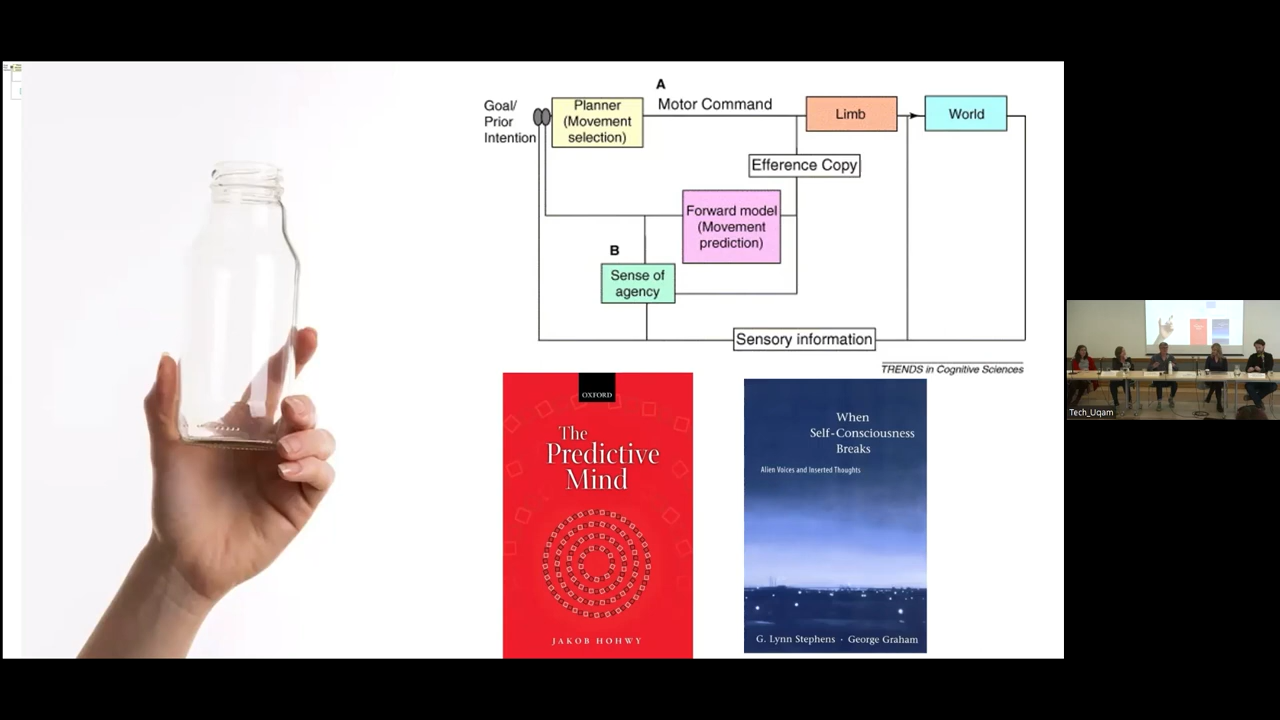 A
Goal/
Prior
Intention
Planner
(Movement
selection)
Motor Command
Limb
World
Efference Copy
Forward model
(Movement
prediction)
B
Sense of
agency
Sensory information
TRENDS in Cognitive Sciences
OXFORD
The
Predictive
Mind
JAKOB HOHWY
When
Self-Consciousness
Breaks
Alien Voices and Inserted Thoughts
G. Lynn Stephens · George Graham
Tech_Uqam